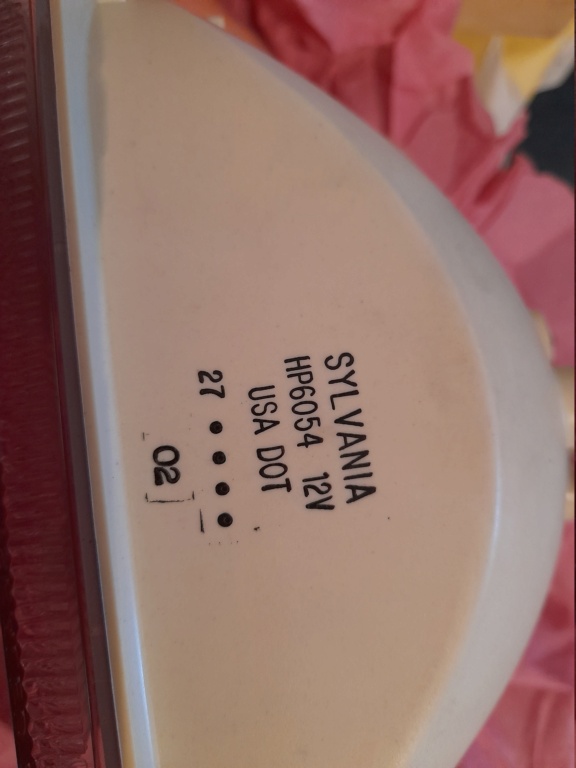 SYLVANIA
HP6054 12V
USA DOT
27 ••••
02